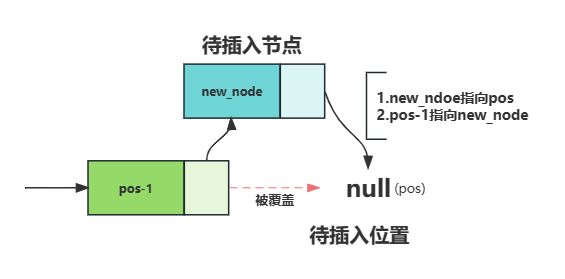 待插入节点
new_node
1.new_ndoe指向pos
2.pos-1指向new_node
pos-1
被覆盖
null(pos)
待插入位置